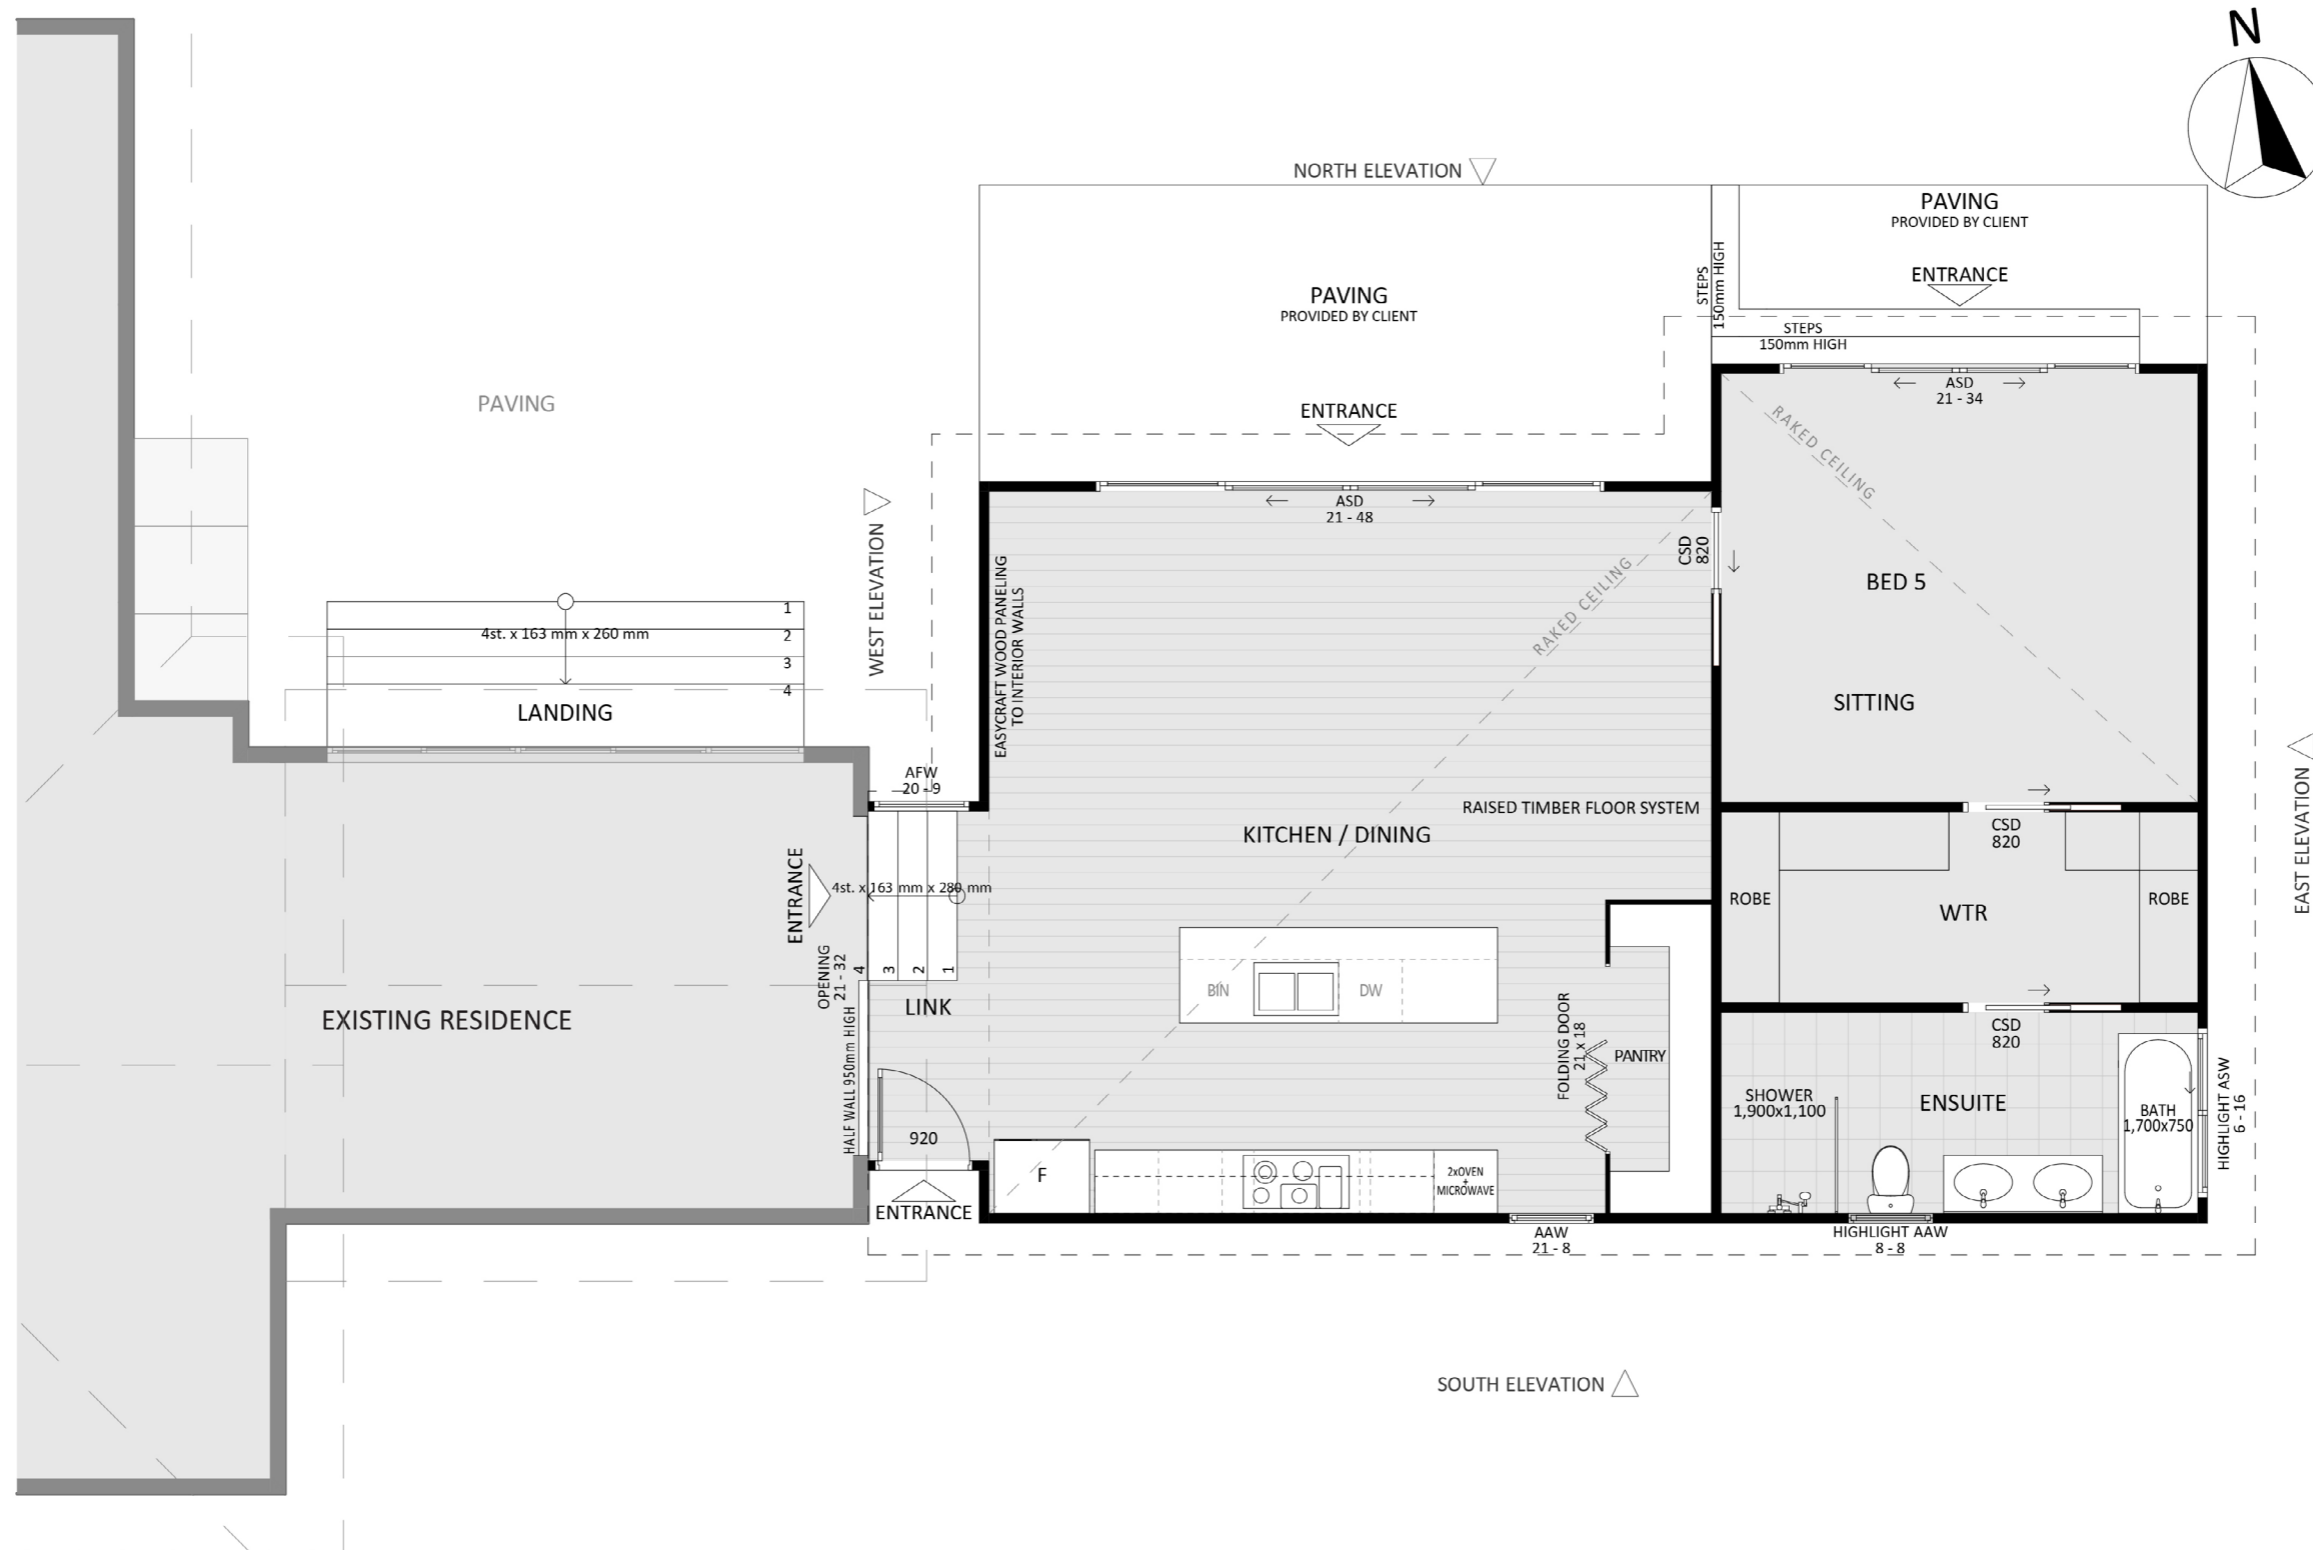 N
NORTH ELEVATION
PAVING
PROVIDED BY CLIENT
ENTRANCE
STEPS
150mm HIGH
STEPS
150mm HIGH
PAVING
PROVIDED BY CLIENT
ENTRANCE
PAVING
ASD
21 - 34
RAKED CEILING
ASD
21 - 48
WEST ELEVATION
EASYCRAFT WOOD PANELING
TO INTERIOR WALLS
RAKED CEILING
CSD
820
BED 5
SITTING
1
4st. x 163 mm x 260 mm
2
3
4
LANDING
AFW
20 - 9
RAISED TIMBER FLOOR SYSTEM
KITCHEN / DINING
EAST ELEVATION
CSD
820
ROBE
WTR
ROBE
ENTRANCE
4st. x 163 mm x 280 mm
4
3
2
1
OPENING
21 - 32
LINK
EXISTING RESIDENCE
HALF WALL 950mm HIGH
BIN
DW
FOLDING DOOR
21 x 18
PANTRY
CSD
820
SHOWER
1,900x1,100
ENSUITE
BATH
1,700x750
HIGHLIGHT ASW
6 - 16
920
F
2xOVEN
+
MICROWAVE
ENTRANCE
AAW
21 - 8
HIGHLIGHT AAW
8 - 8
SOUTH ELEVATION